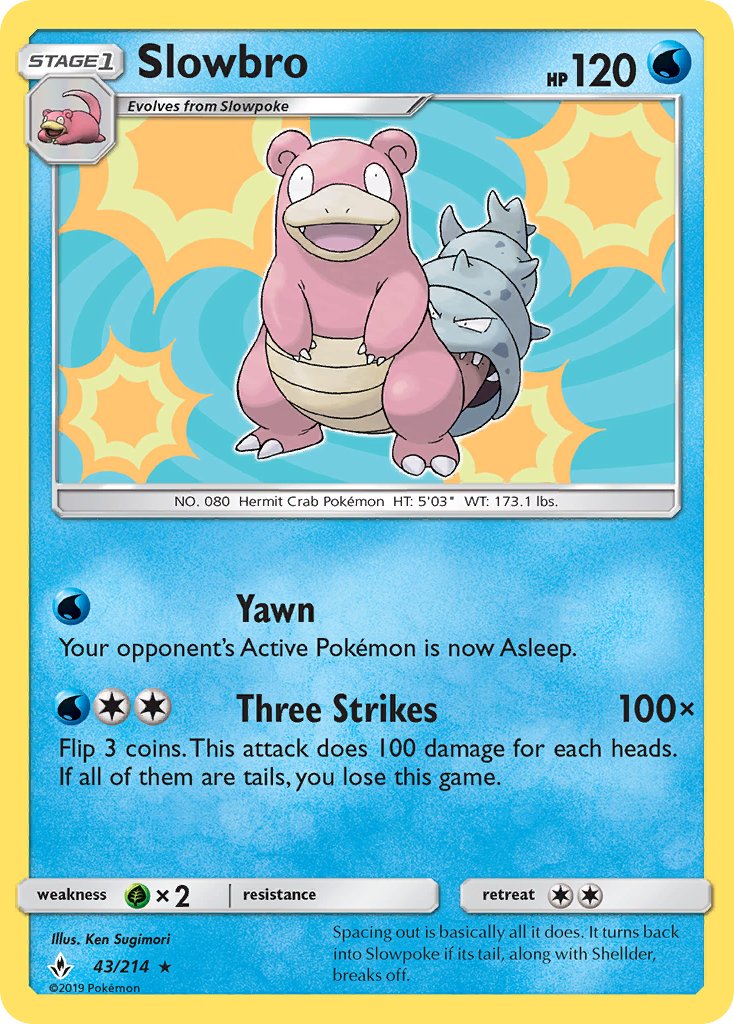 STAGE1
Slowbro
HP 120
Evolves from Slowpoke
NO. 080 Hermit Crab Pokémon HT: 5'03" WT: 173.1 lbs.
Yawn
Your opponent's Active Pokémon is now Asleep.
Three Strikes 100×
Flip 3 coins. This attack does 100 damage for each heads.
If all of them are tails, you lose this game.
weakness ×2 resistance retreat
Illus. Ken Sugimori
43/214 ★
©2019 Pokémon
Spacing out is basically all it does. It turns back
into Slowpoke if its tail, along with Shellder,
breaks off.